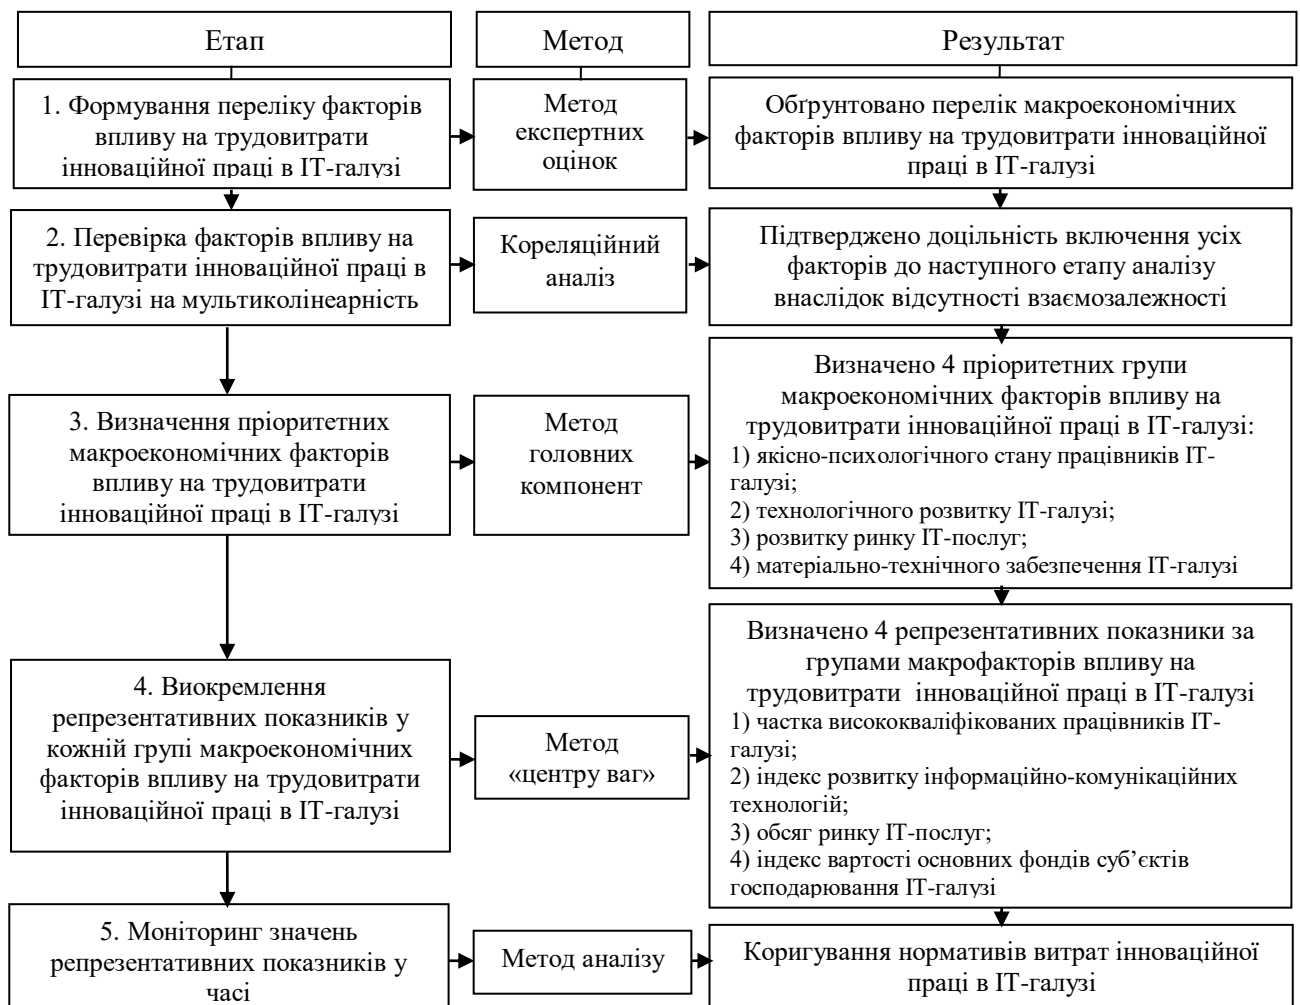 Етап
Метод
Результат
1. Формування переліку факторів
впливу на трудовитрати
інноваційної праці в ІТ-галузі
Метод
експертних
оцінок
Обґрунтовано перелік макроекономічних
факторів впливу на трудовитрати інноваційної
праці в ІТ-галузі
2. Перевірка факторів впливу на
трудовитрати інноваційної праці в
ІТ-галузі на мультиколінеарність
Кореляційний
аналіз
Підтверджено доцільність включення усіх
факторів до наступного етапу аналізу
внаслідок відсутності взаємозалежності
3. Визначення пріоритетних
макроекономічних факторів
впливу на трудовитрати
інноваційної праці в ІТ-галузі
Метод
головних
компонент
Визначено 4 пріоритетних групи
макроекономічних факторів впливу на
трудовитрати інноваційної праці в ІТ-галузі:
1) якісно-психологічного стану працівників ІТ-
галузі;
2) технологічного розвитку ІТ-галузі;
3) розвитку ринку ІТ-послуг;
4) матеріально-технічного забезпечення ІТ-галузі
4. Виокремлення
репрезентативних показників у
кожній групі макроекономічних
факторів впливу на трудовитрати
інноваційної праці в ІТ-галузі
Метод
«центру ваг»
Визначено 4 репрезентативних показники за
групами макрофакторів впливу на
трудовитрати інноваційної праці в ІТ-галузі
1) частка висококваліфікованих працівників ІТ-
галузі;
2) індекс розвитку інформаційно-комунікаційних
технологій;
3) обсяг ринку ІТ-послуг;
4) індекс вартості основних фондів суб’єктів
господарювання ІТ-галузі
5. Моніторинг значень
репрезентативних показників у
часі
Метод аналізу
Коригування нормативів витрат інноваційної
праці в ІТ-галузі